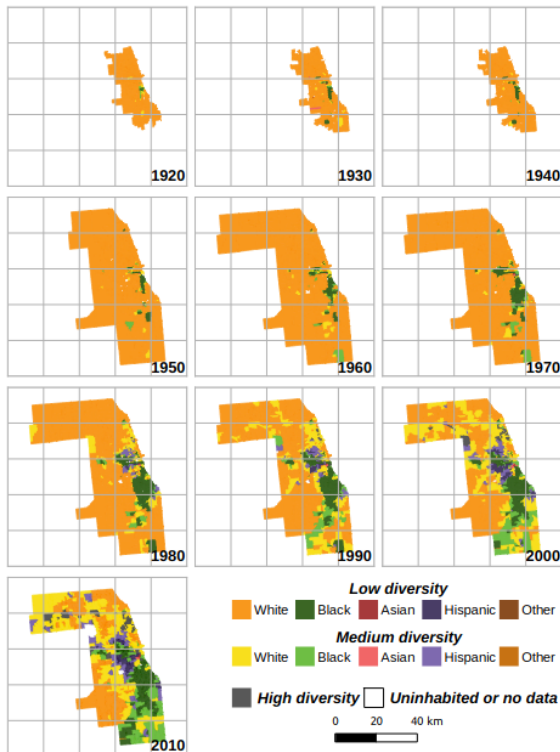 1920 1930 1940
1950 1960 1970
1980 1990 2000
Low diversity
White Black Asian Hispanic Other
Medium diversity
White Black Asian Hispanic Other
High diversity Uninhabited or no data
0 20 40 km
2010